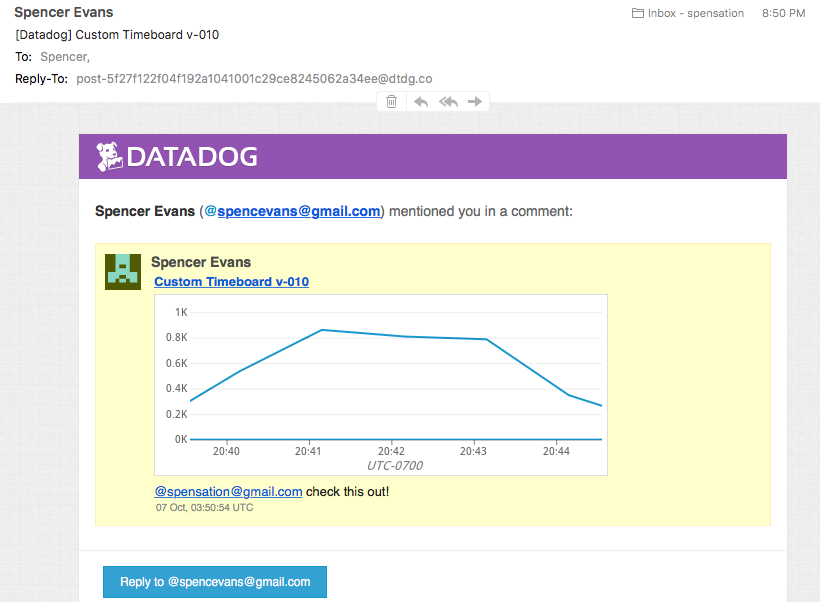 Spencer Evans
Inbox - spensation 8:50 PM
[Datadog] Custom Timeboard v-010
To: Spencer,
Reply-To: post-5f27f122f04f192a1041001c29ce8245062a34ee@dtdg.co
DATADOG
Spencer Evans (@spencevans@gmail.com) mentioned you in a comment:
Spencer Evans
Custom Timeboard v-010
1K
0.8K
0.6K
0.4K
0.2K
0K
20:40 20:41 20:42 20:43 20:44
UTC-0700
@spensation@gmail.com check this out!
07 Oct, 03:50:54 UTC
Reply to @spencevans@gmail.com